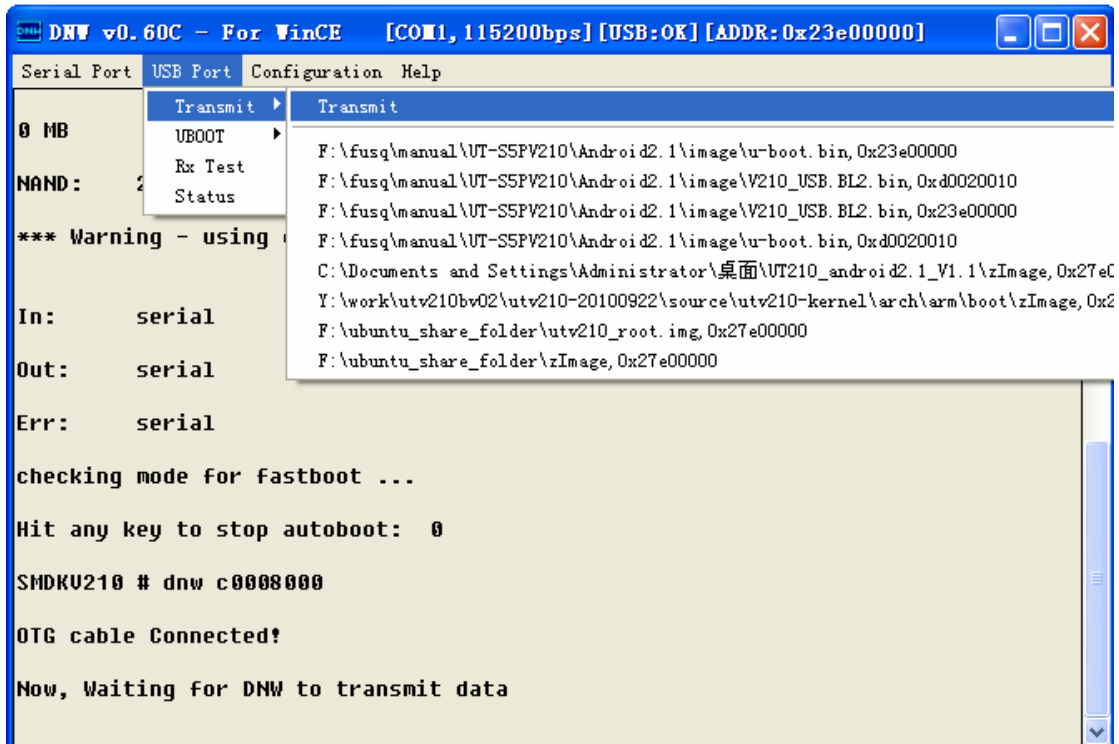 DNW v0.60C - For WinCE [COM1,115200bps][USB:OK][ADDR:0x23e00000]
Serial Port USB Port Configuration Help
Transmit Transmit
UBOOT
Rx Test
Status
F:\fusq\manual\UT-S5PV210\Android2.1\image\u-boot.bin,0x23e00000
F:\fusq\manual\UT-S5PV210\Android2.1\image\V210_USB.BL2.bin,0xd0020010
F:\fusq\manual\UT-S5PV210\Android2.1\image\V210_USB.BL2.bin,0x23e00000
F:\fusq\manual\UT-S5PV210\Android2.1\image\u-boot.bin,0xd0020010
C:\Documents and Settings\Administrator\桌面\UT210_android2.1_V1.1\zImage,0x27e0
Y:\work\utv210bv02\utv210-20100922\source\utv210-kernel\arch\arm\boot\zImage,0x2
F:\ubuntu_share_folder\utv210_root.img,0x27e00000
F:\ubuntu_share_folder\zImage,0x27e00000
0 MB
NAND: 2
*** Warning - using
In: serial
Out: serial
Err: serial
checking mode for fastboot ...
Hit any key to stop autoboot: 0
SMDKV210 # dnw c0008000
OTG cable Connected!
Now, Waiting for DNW to transmit data